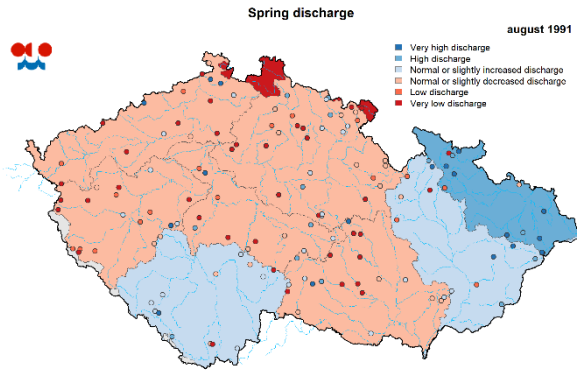 Spring discharge
august 1991
Very high discharge
High discharge
Normal or slightly increased discharge
Normal or slightly decreased discharge
Low discharge
Very low discharge